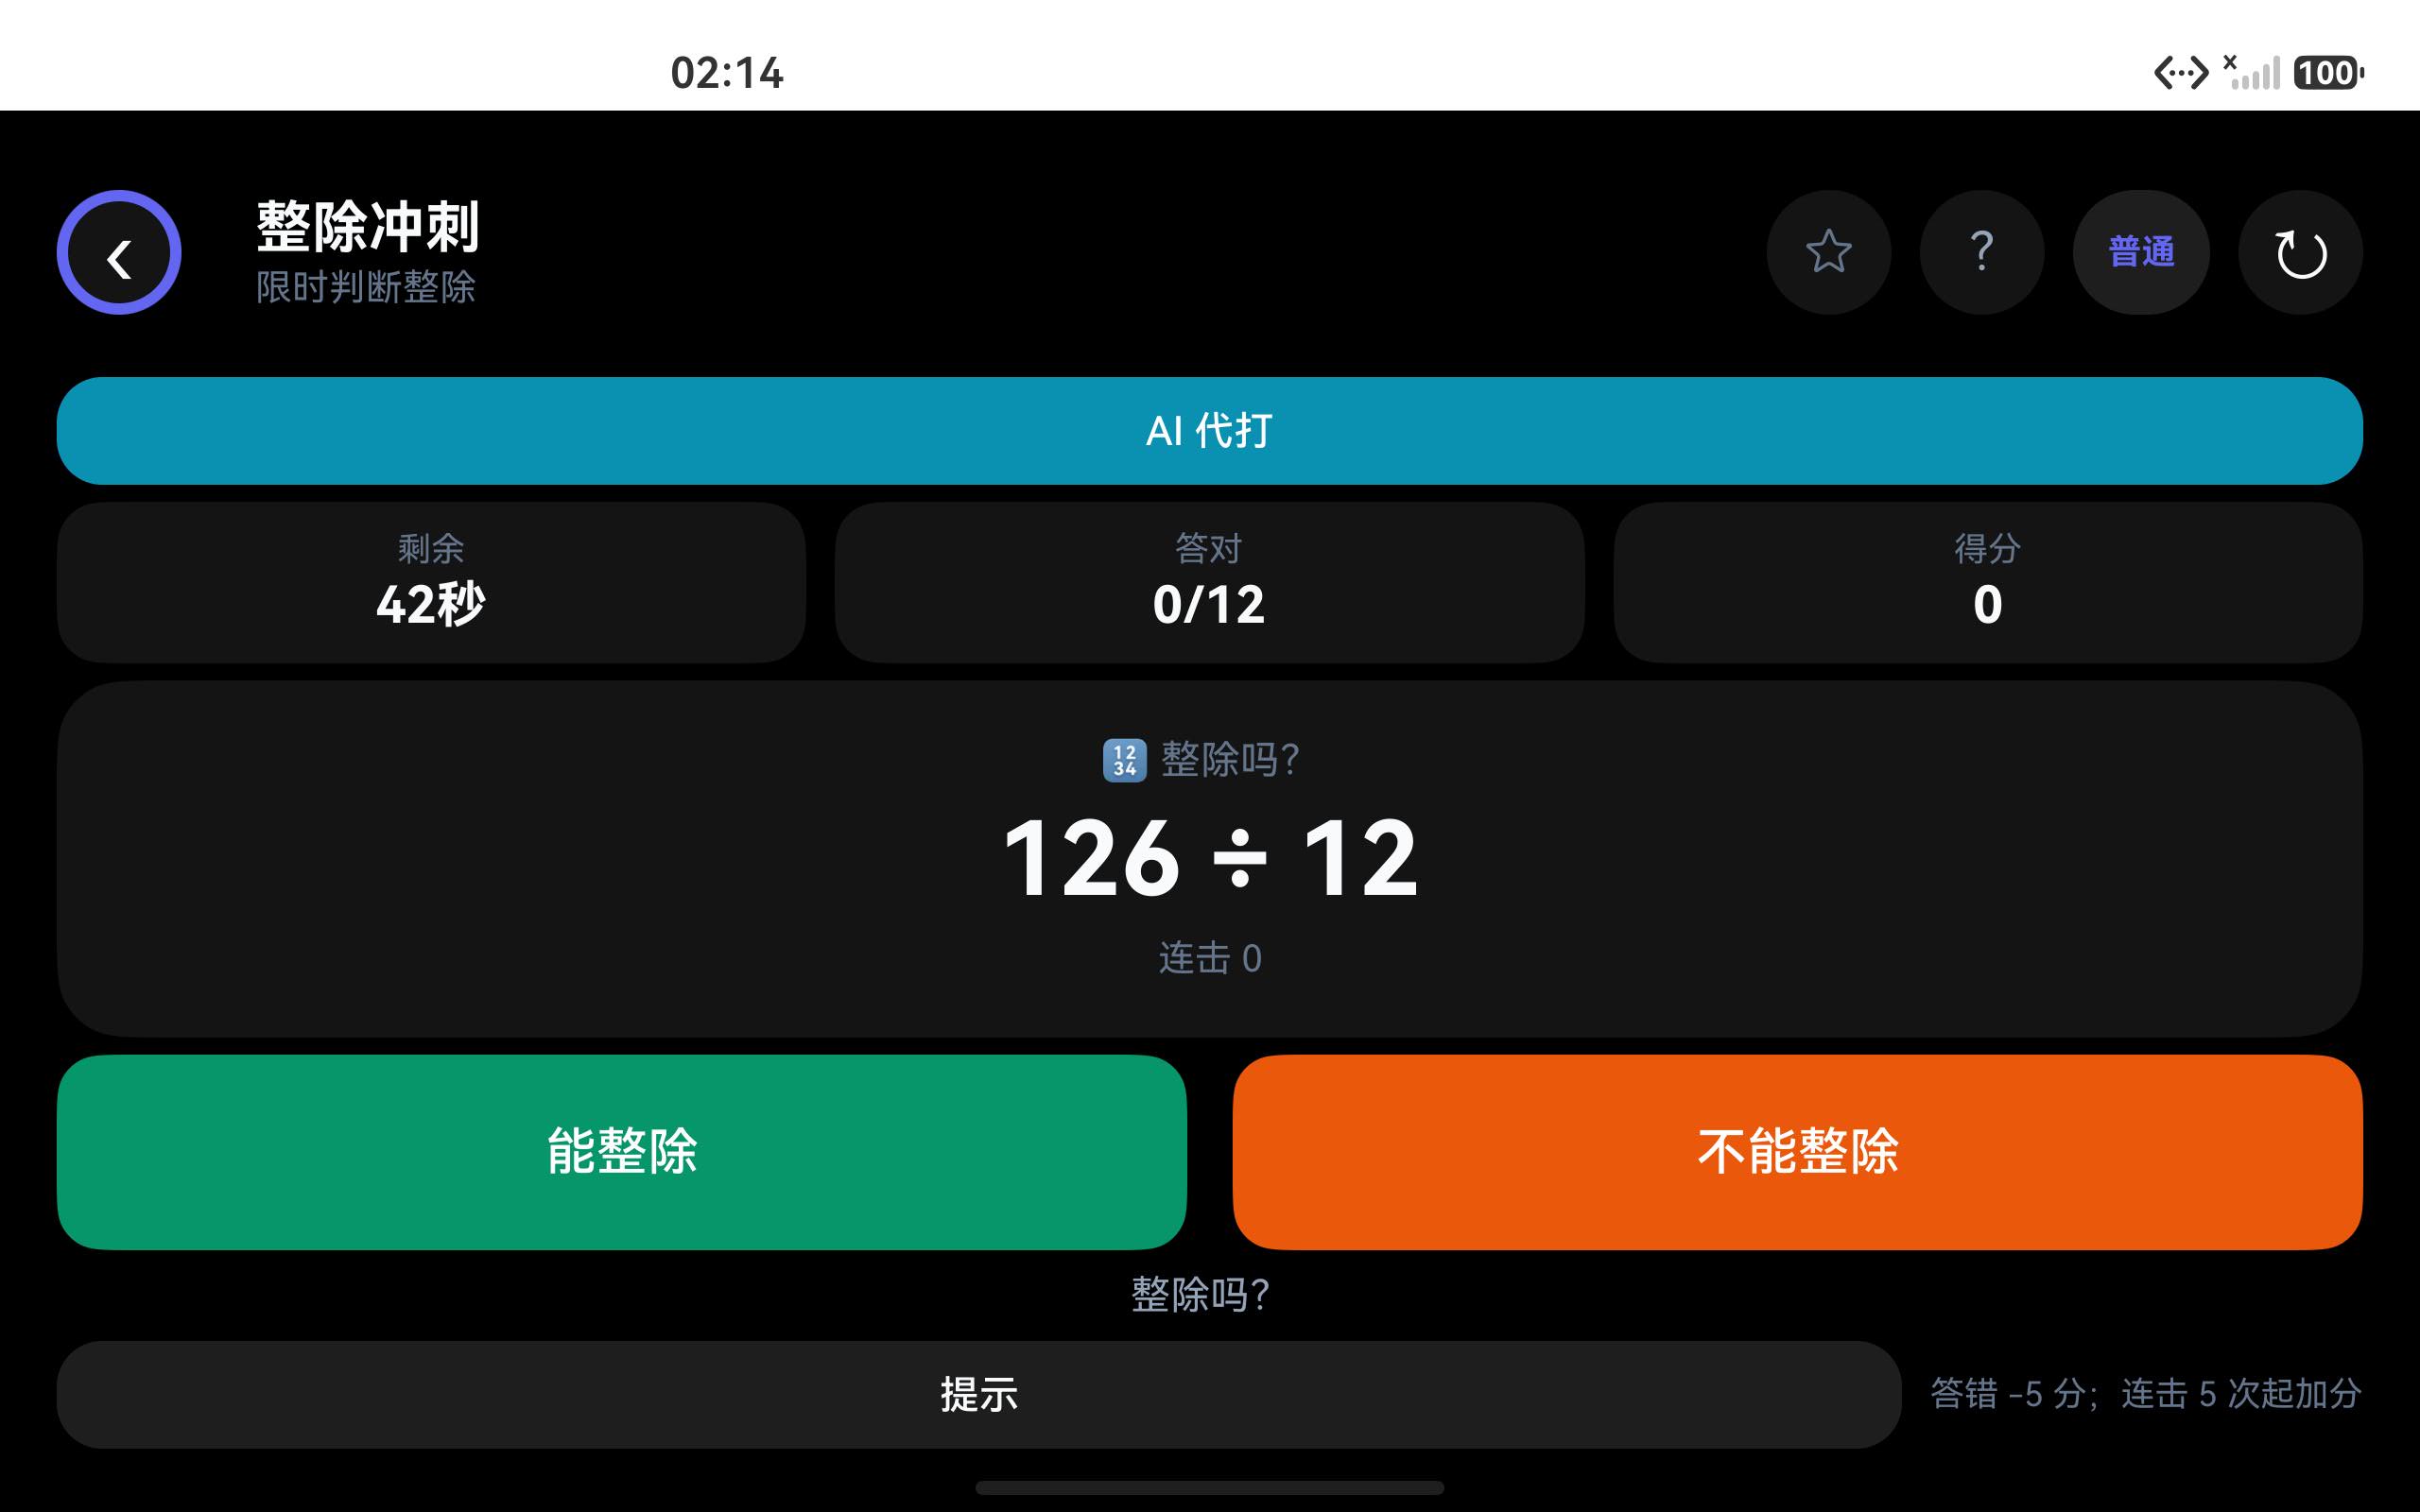 02:14
100
整除冲刺
限时判断整除
?
普通
AI 代打
剩余
42秒
答对
0/12
得分
0
1234 整除吗?
126 ÷ 12
连击 0
能整除
不能整除
整除吗?
提示
答错 -5 分；连击 5 次起加分